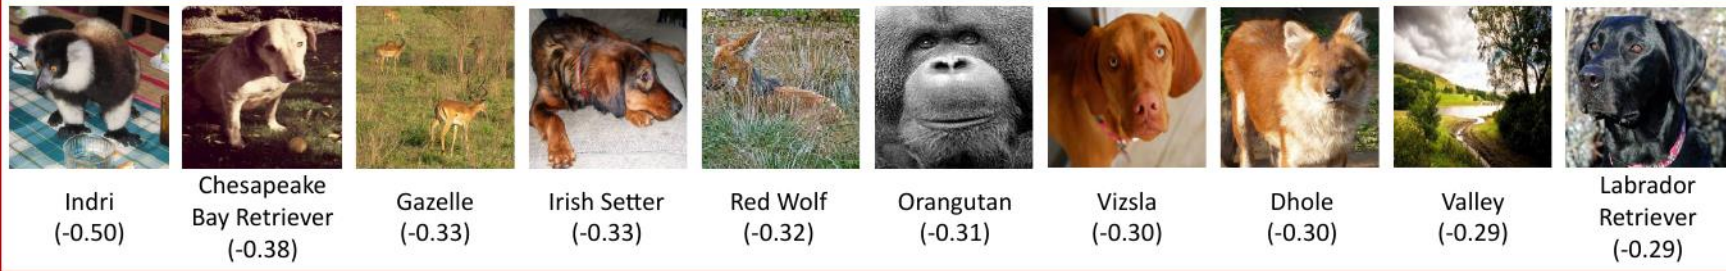 Indri
(-0.50)
Chesapeake
Bay Retriever
(-0.38)
Gazelle
(-0.33)
Irish Setter
(-0.33)
Red Wolf
(-0.32)
Orangutan
(-0.31)
Vizsla
(-0.30)
Dhole
(-0.30)
Valley
(-0.29)
Labrador
Retriever
(-0.29)